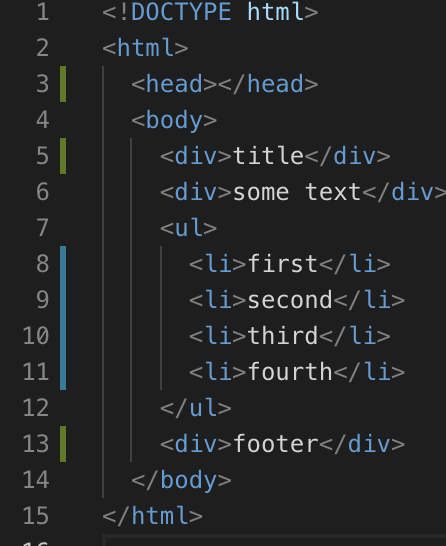 1 <!DOCTYPE html>
2 <html>
3   <head></head>
4   <body>
5     <div>title</div>
6     <div>some text</div>
7     <ul>
8       <li>first</li>
9       <li>second</li>
10       <li>third</li>
11       <li>fourth</li>
12     </ul>
13     <div>footer</div>
14   </body>
15 </html>
16